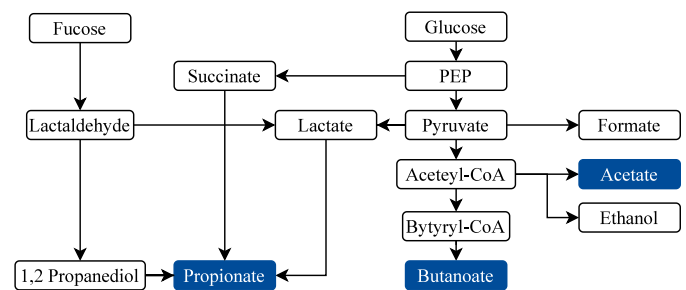 Fucose
Glucose
Succinate
PEP
Lactaldehyde
Lactate
Pyruvate
Formate
Aceteyl-CoA
Acetate
Bytyryl-CoA
Ethanol
1,2 Propanediol
Propionate
Butanoate